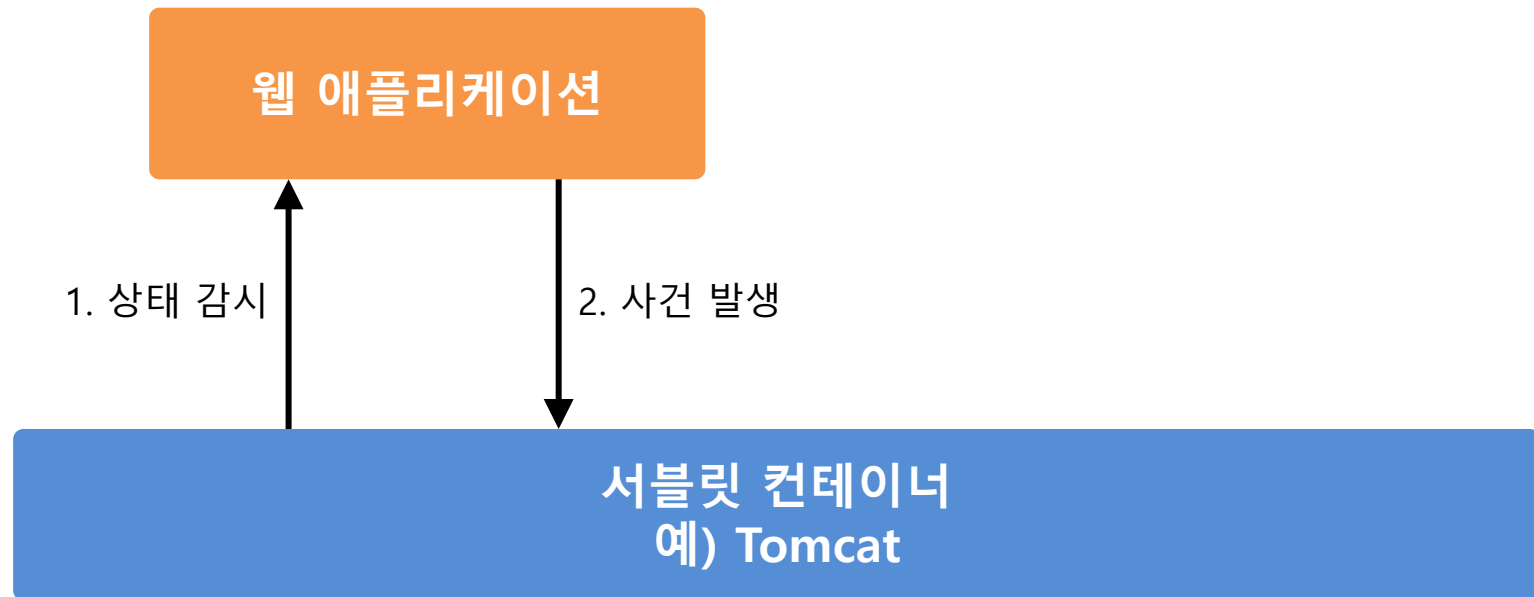 웹 애플리케이션
1. 상태 감시
2. 사건 발생
서블릿 컨테이너
예) Tomcat